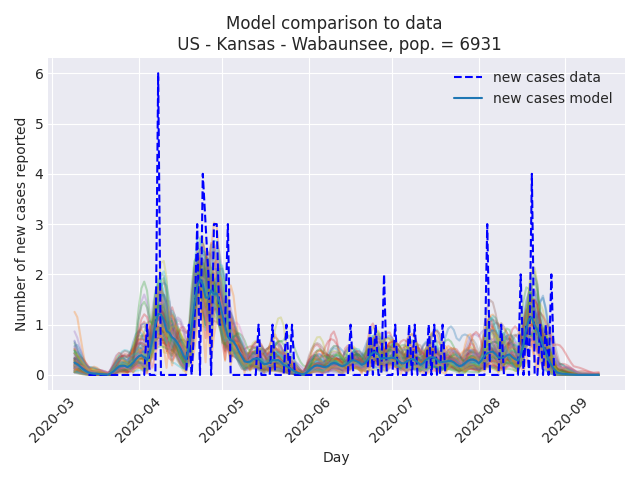 Model comparison to data
US - Kansas - Wabaunsee, pop. = 6931
new cases data
new cases model
Number of new cases reported
6
5
4
3
2
1
0
2020-03
2020-04
2020-05
2020-06
2020-07
2020-08
2020-09
Day